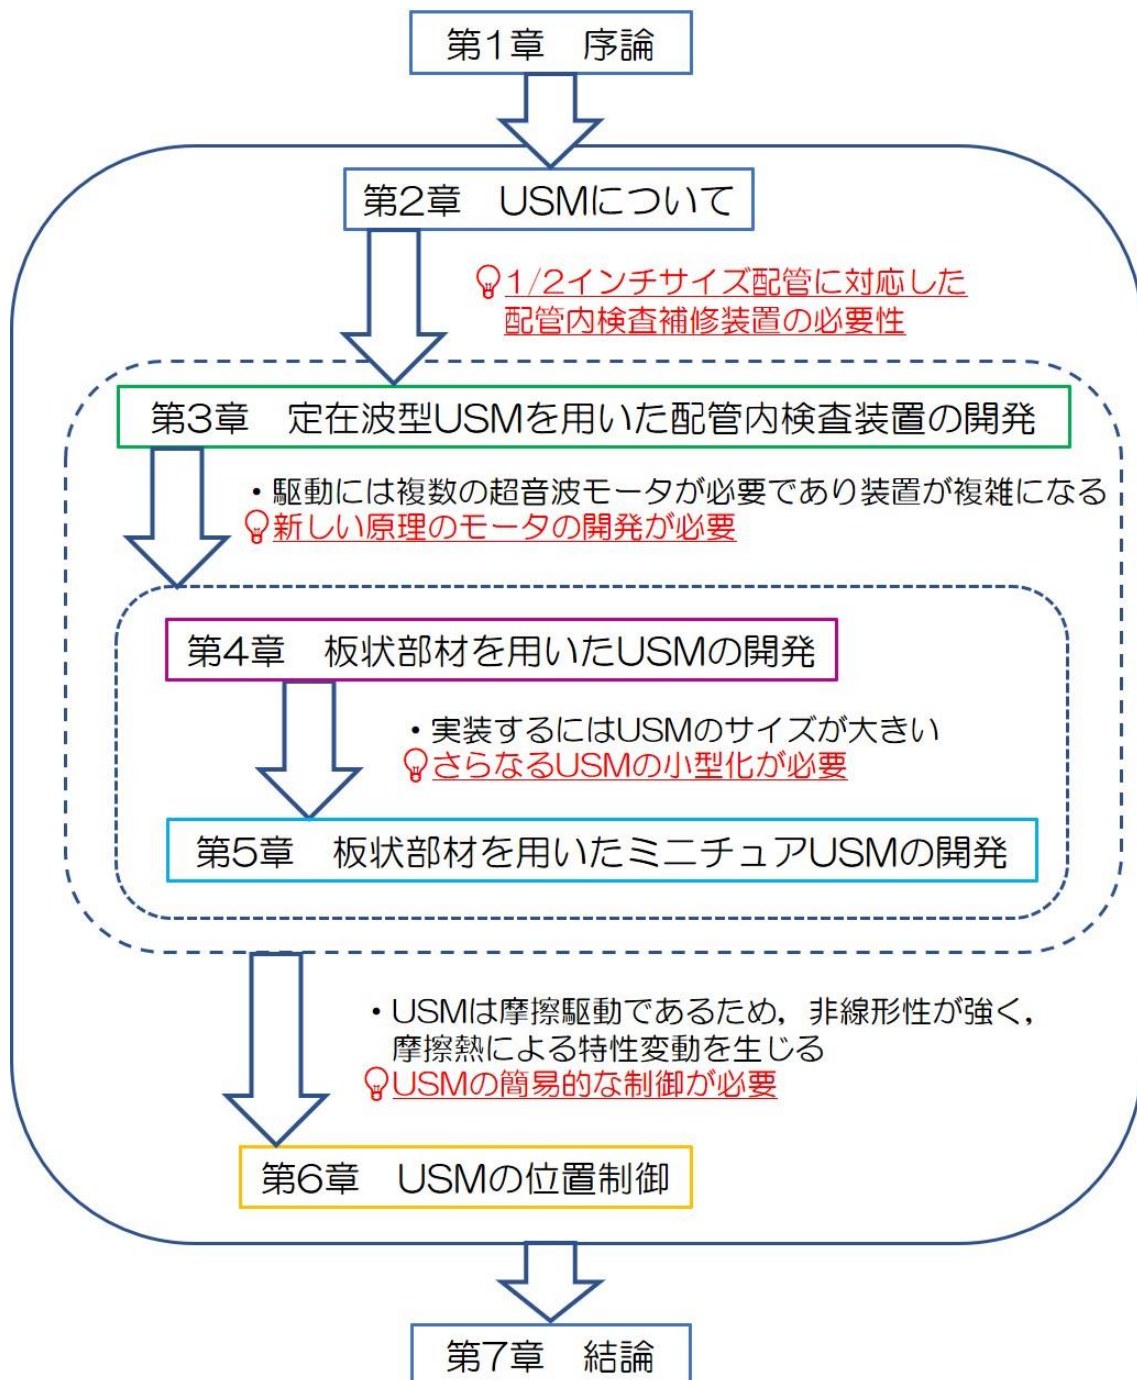 第1章　序論
第2章　USMについて
1/2インチサイズ配管に対応した
配管内検査補修装置の必要性
第3章　定在波型USMを用いた配管内検査装置の開発
・駆動には複数の超音波モータが必要であり装置が複雑になる
新しい原理のモータの開発が必要
第4章　板状部材を用いたUSMの開発
・実装するにはUSMのサイズが大きい
さらなるUSMの小型化が必要
第5章　板状部材を用いたミニチュアUSMの開発
・USMは摩擦駆動であるため，非線形性が強く，
摩擦熱による特性変動を生じる
USMの簡易的な制御が必要
第6章　USMの位置制御
第7章　結論